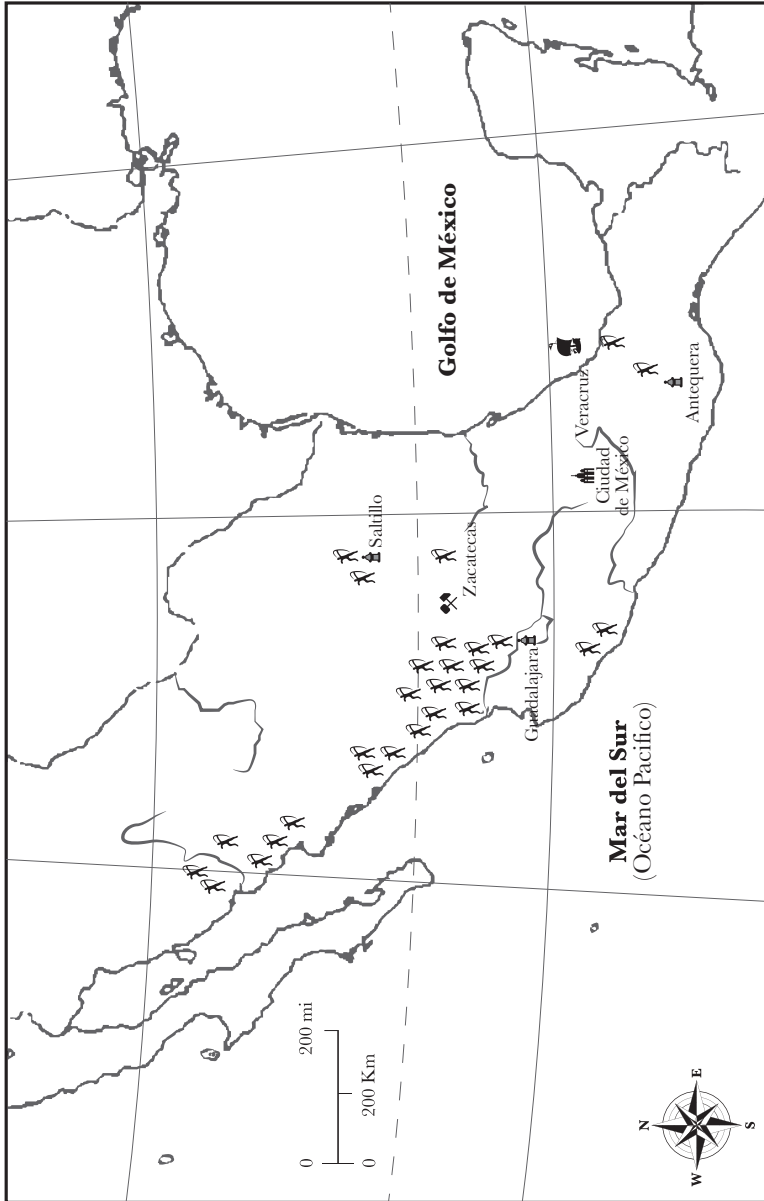 Golfo de México
Saltillo
Zacatecas
Guadalajara
Veracruz
Ciudad
de México
Antequera
Mar del Sur
(Océano Pacifico)
0
200 mi
0
200 Km
N
W
E
S